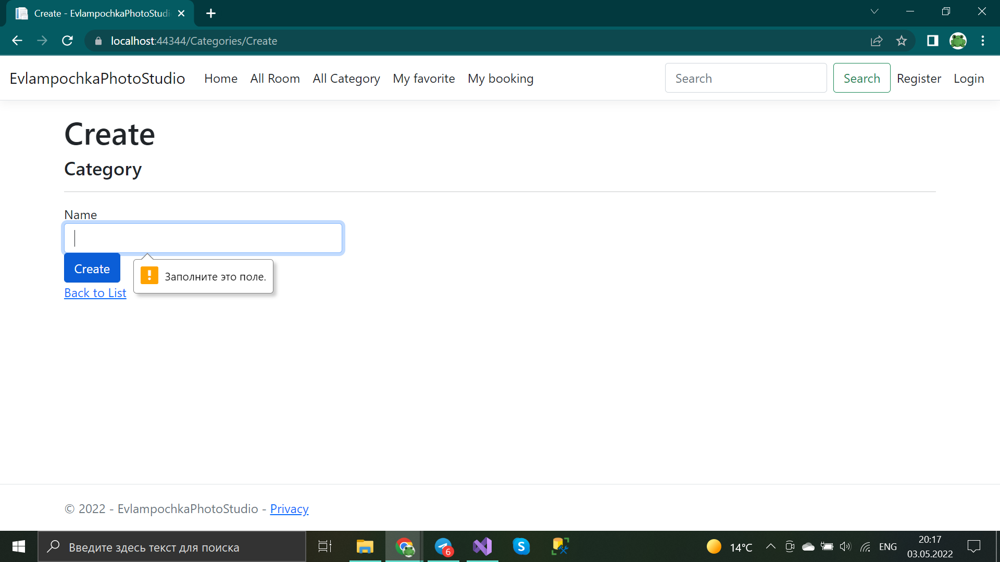 Create - EvlampochkaPhotoStudi
localhost:44344/Categories/Create
EvlampochkaPhotoStudio Home All Room All Category My favorite My booking Search Search Register Login
Create
Category
Name
Create
Заполните это поле.
Back to List
© 2022 - EvlampochkaPhotoStudio - Privacy
Введите здесь текст для поиска
6
14°C
ENG
20:17
03.05.2022